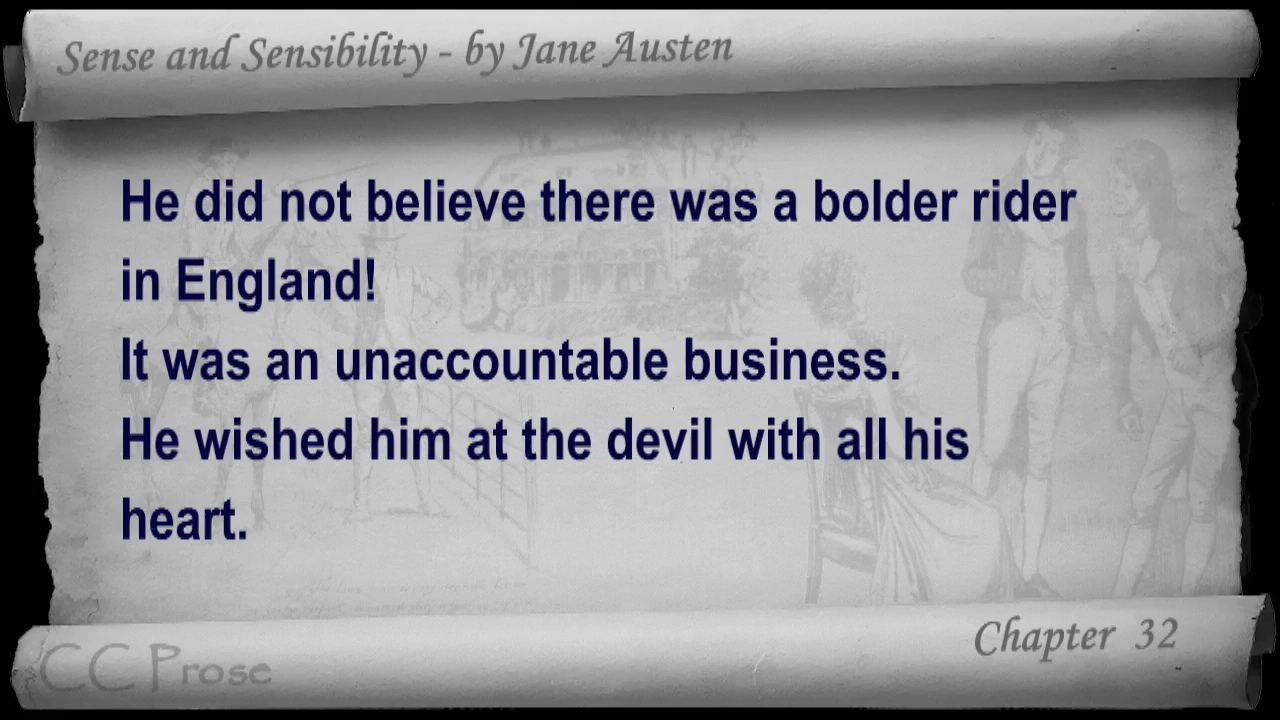 Sense and Sensibility - by Jane Austen
He did not believe there was a bolder rider
in England!
It was an unaccountable business.
He wished him at the devil with all his
heart.
Chapter 32
CC Prose